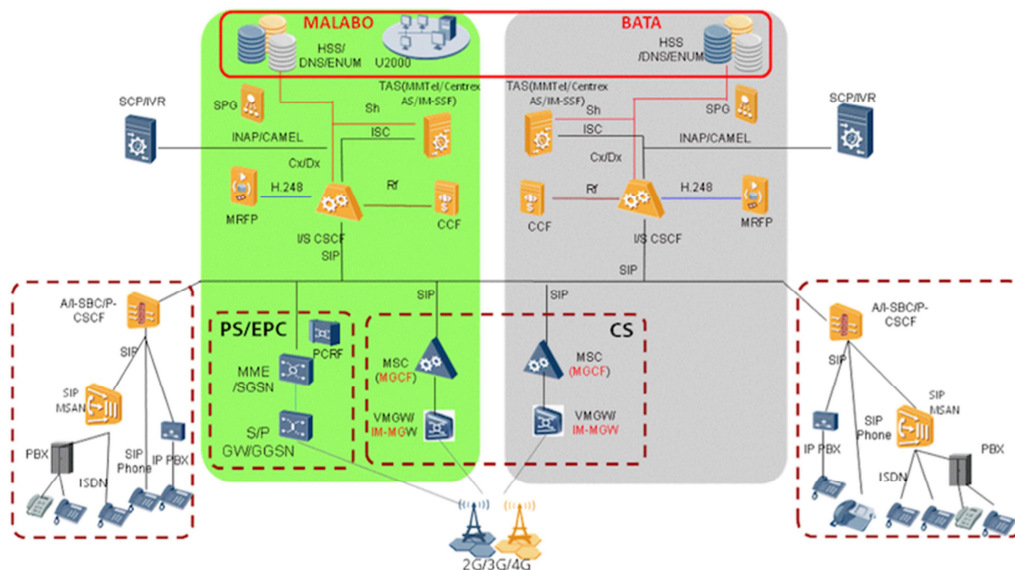 MALABO
BATA
HSS/
DNS/ENUM
U2000
HSS
/DNS/ENUM
TAS(MMTel/Centrex
AS/IM-SSF)
TAS(MMTel/Centrex
AS/IM-SSF)
SCP/IVR
SPG
Sh
ISC
INAP/CAMEL
Cx/Dx
Sh
ISC
SPG
INAP/CAMEL
Cx/Dx
SCP/IVR
MRFP
H.248
Rf
CCF
I/S CSCF
SIP
CCF
Rf
H.248
MRFP
I/S CSCF
SIP
A/I-SBC/P-
CSCF
SIP
SIP
MSAN
PBX
ISDN
SIP
Phone
IP PBX
PS/EPC
PCRF
MME
/SGSN
S/P
GW/GGSN
SIP
MSC
(MGCF)
VMGW/
IM-MGW
SIP
CS
MSC
(MGCF)
VMGW/
IM-MGW
A/I-SBC/P-
CSCF
SIP
SIP
MSAN
IP PBX
SIP
Phone
ISDN
PBX
2G/3G/4G